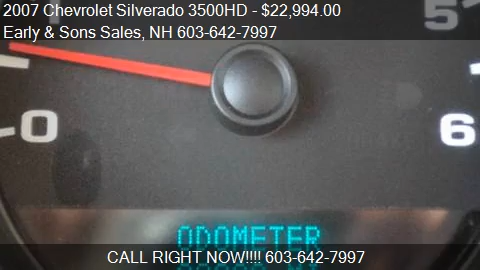 2007 Chevrolet Silverado 3500HD - $22,994.00
Early & Sons Sales, NH 603-642-7997
5
0
6
ODOMETER
CALL RIGHT NOW!!!! 603-642-7997